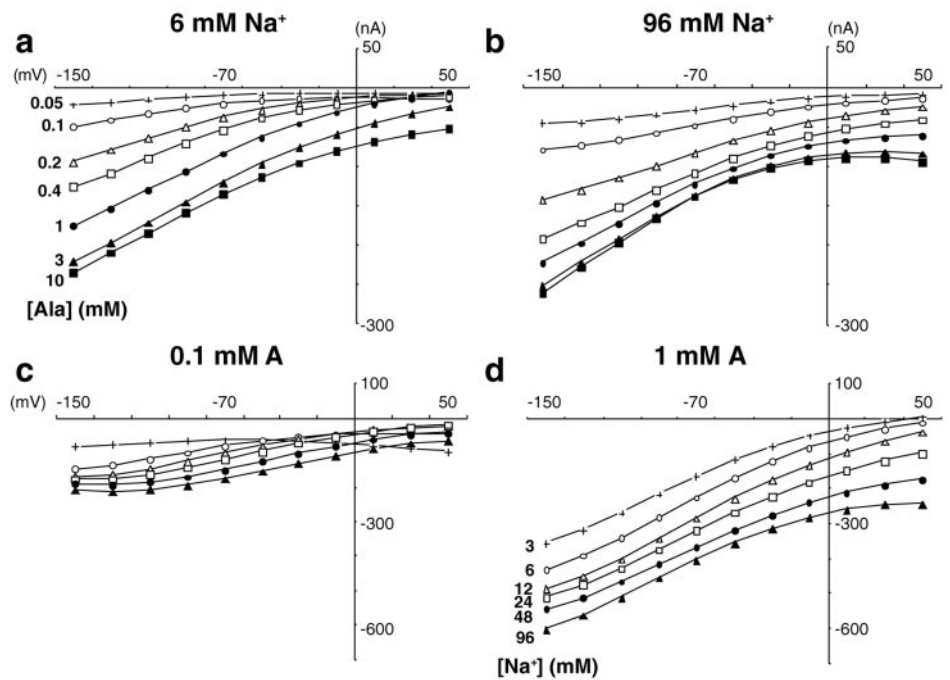 a
6 mM Na⁺
(nA)
50
(mV)
-150
-70
50
0.05
0.1
0.2
0.4
1
3
10
[Ala] (mM)
-300
b
96 mM Na⁺
(nA)
50
-150
-70
50
-300
c
0.1 mM A
100
(mV)
-150
-70
50
-300
-600
d
1 mM A
100
-150
-70
50
-300
3
6
12
24
48
96
-600
[Na⁺] (mM)